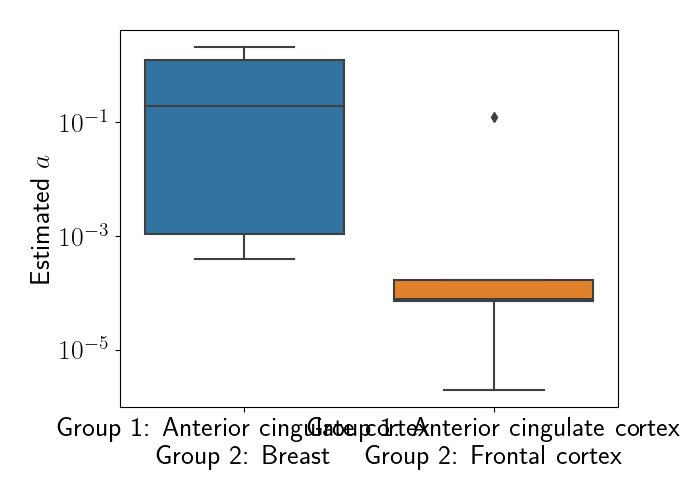 Estimated a
10⁻¹
10⁻³
10⁻⁵
Group 1: Anterior cingulate cortex
Group 2: Breast
Group 1: Anterior cingulate cortex
Group 2: Frontal cortex